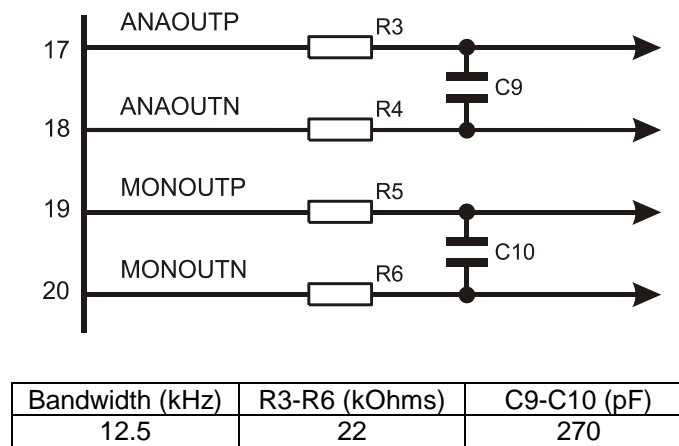 ANAOUTP
R3
17
C9
ANAOUTN
R4
18
MONOUTP
R5
19
C10
MONOUTN
R6
20
Bandwidth (kHz) R3-R6 (kOhms) C9-C10 (pF)
12.5 22 270